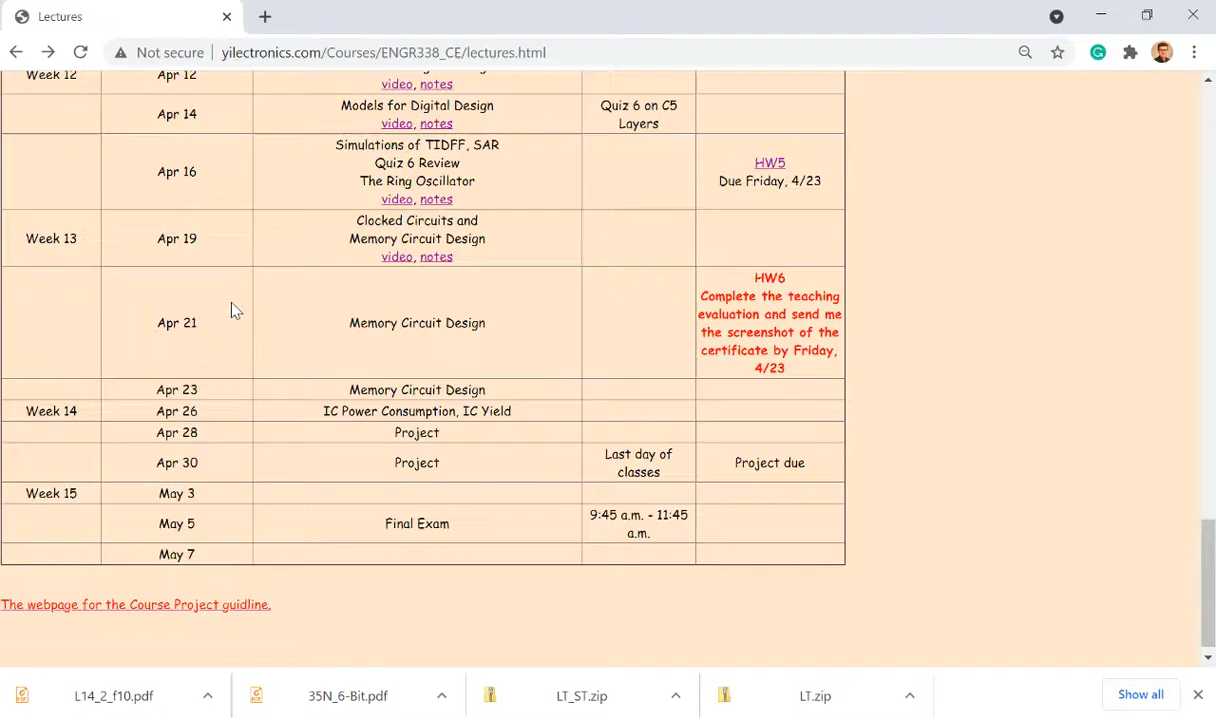 Lectures
Not secure
yilectronics.com/Courses/ENGR338_CE/lectures.html
Week 12 Apr 12
video, notes
Apr 14 Models for Digital Design Quiz 6 on C5
video, notes Layers
Simulations of TIDFF, SAR
Quiz 6 Review HW5
Apr 16
The Ring Oscillator Due Friday, 4/23
video, notes
Clocked Circuits and
Week 13 Apr 19 Memory Circuit Design
video, notes
HW6
Complete the teaching
evaluation and send me
Apr 21 Memory Circuit Design
the screenshot of the
certificate by Friday,
4/23
Apr 23 Memory Circuit Design
Week 14 Apr 26 IC Power Consumption, IC Yield
Apr 28 Project
Apr 30 Project Last day of Project due
classes
Week 15 May 3
May 5 Final Exam 9:45 a.m. - 11:45
a.m.
May 7
The webpage for the Course Project guidline.
L14_2_f10.pdf 35N_6-Bit.pdf LT_ST.zip LT.zip Show all